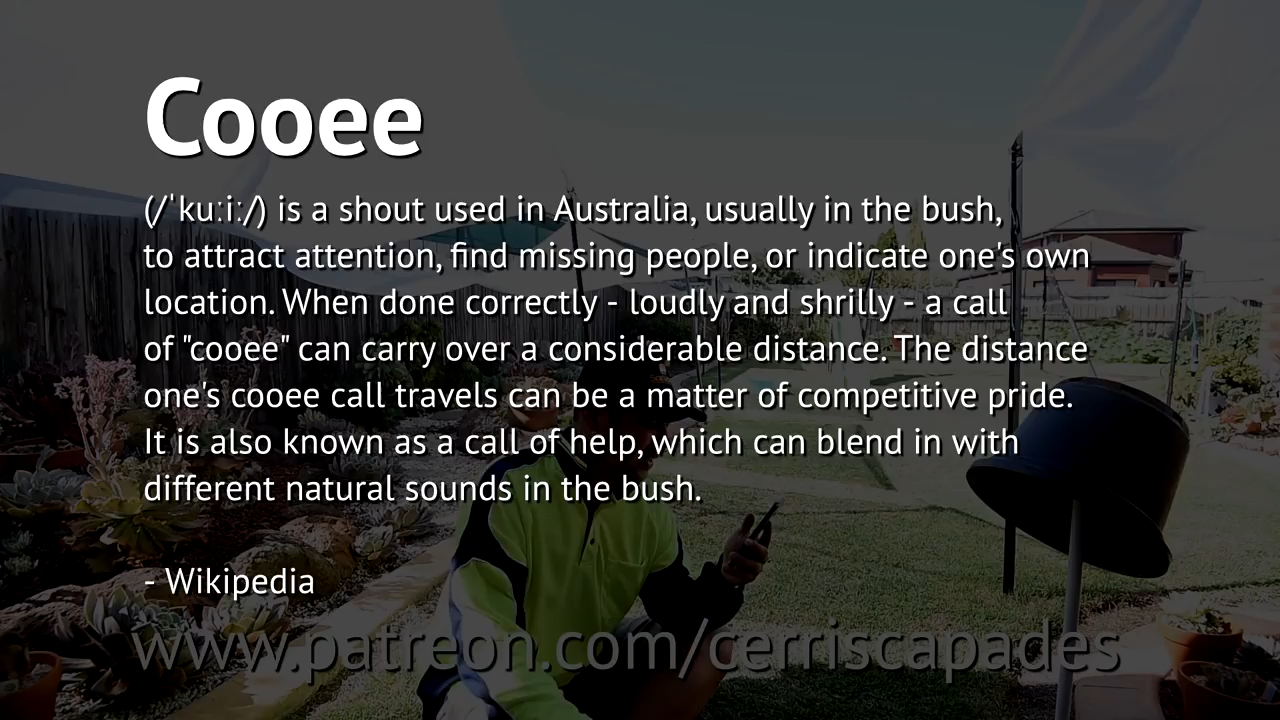 Cooee
(/ˈkuːiː/) is a shout used in Australia, usually in the bush,
to attract attention, find missing people, or indicate one's own
location. When done correctly - loudly and shrilly - a call
of "cooee" can carry over a considerable distance. The distance
one's cooee call travels can be a matter of competitive pride.
It is also known as a call of help, which can blend in with
different natural sounds in the bush.
- Wikipedia
www.patreon.com/cerriscapades